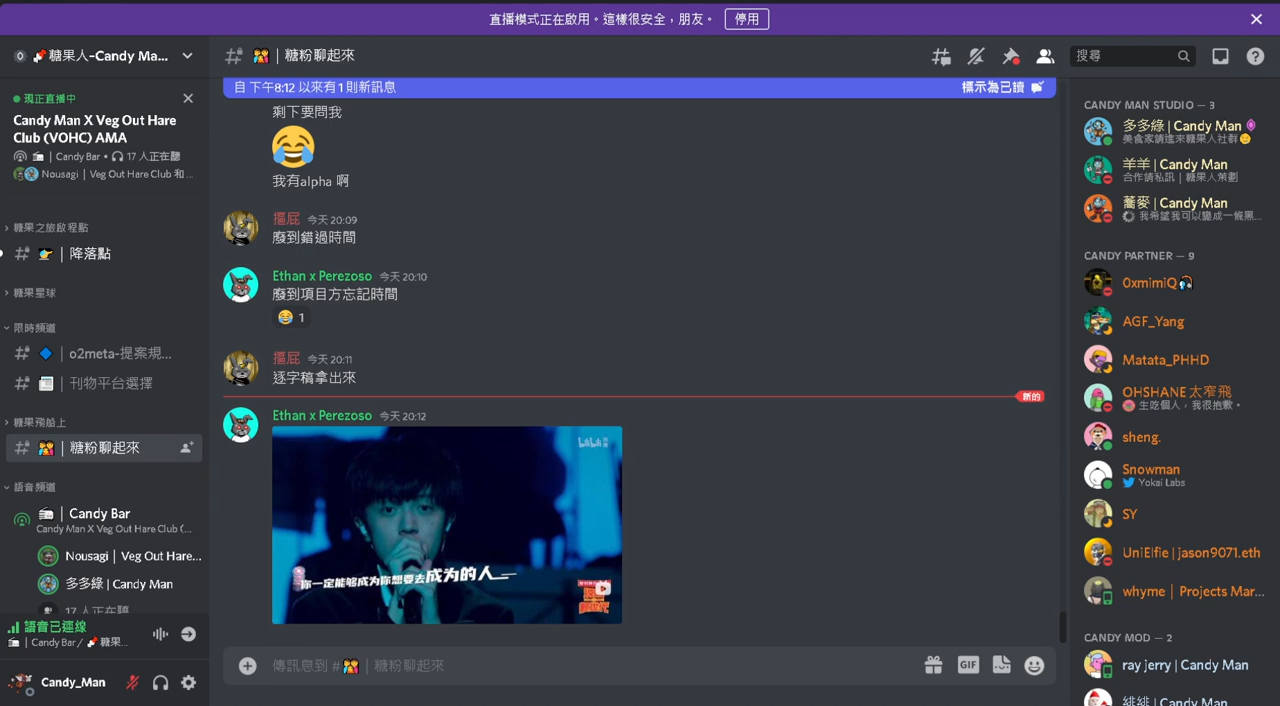 直播模式正在啟用。這樣很安全，朋友。 停用
糖果人-Candy Ma...
現正直播中
Candy Man X Veg Out Hare
Club (VOHC) AMA
| Candy Bar • 17 人正在聽
Nousagi | Veg Out Hare Club 和...
糖果之旅啟程點
# | 降落點
糖果星球
限時頻道
# | o2meta-提案規...
# | 刊物平台選擇
糖果飛船上
# | 糖粉聊起來
語音頻道
| Candy Bar
Candy Man X Veg Out Hare Club (...
Nousagi | Veg Out Hare...
多多綠 | Candy Man
17 人正在聽
語音已連線
| Candy Bar / 糖果...
Candy_Man
# | 糖粉聊起來
搜尋
自 下午8:12 以來有 1 則新訊息 標示為已讀
剩下要問我
我有alpha 啊
摳屁 今天 20:09
廢到錯過時間
Ethan x Perezoso 今天 20:10
廢到項目方忘記時間
1
摳屁 今天 20:11
逐字稿拿出來
新的
Ethan x Perezoso 今天 20:12
bilibili
你一定能够成为你想要去成为的人
傳訊息到 # | 糖粉聊起來
GIF
CANDY MAN STUDIO — 3
多多綠 | Candy Man
美食家請進來糖果人社群
羊羊 | Candy Man
合作請私訊 | 糖果人策劃
蕎麥 | Candy Man
我希望我可以變成一條黑...
CANDY PARTNER — 9
0xmimiQ
AGF_Yang
Matata_PHHD
OHSHANE 太窄飛
生吃個人，我很抱歉。
sheng.
Snowman
Yokai Labs
SY
UniElfie | jason9071.eth
whyme | Projects Mar...
CANDY MOD — 2
ray jerry | Candy Man
緋緋 | Candy Man